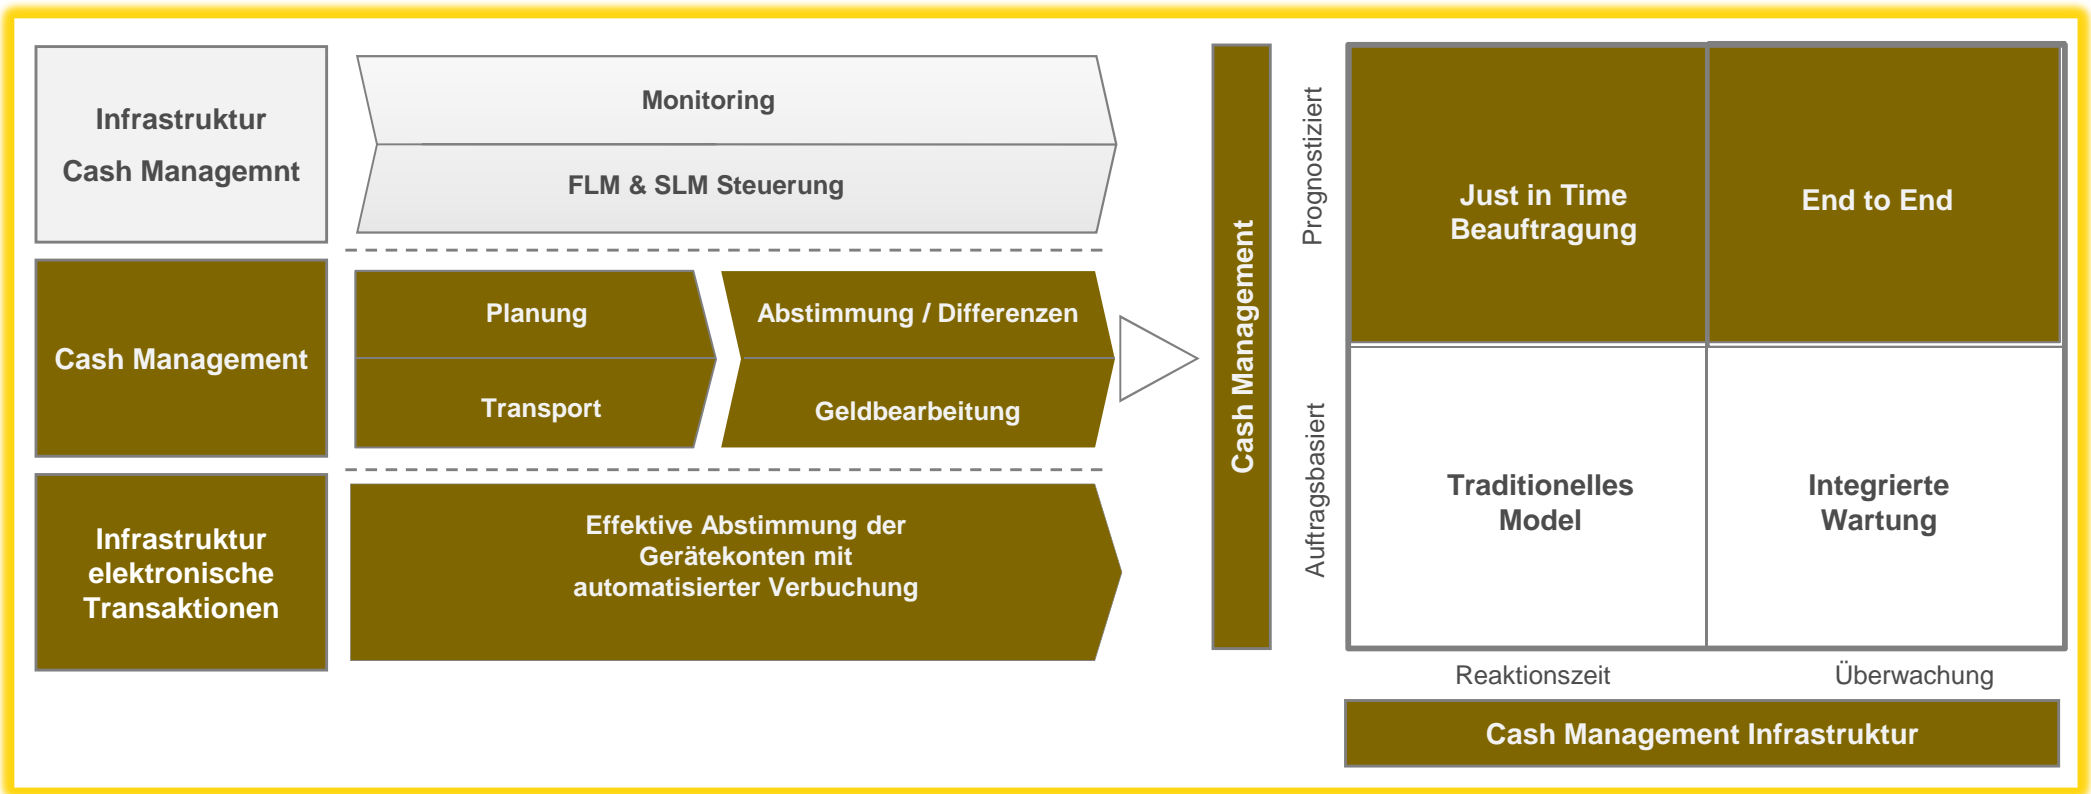 Infrastruktur
Cash Managemnt
Monitoring
FLM & SLM Steuerung
Cash Management
Planung
Transport
Abstimmung / Differenzen
Geldbearbeitung
Infrastruktur
elektronische
Transaktionen
Effektive Abstimmung der
Gerätekonten mit
automatisierter Verbuchung
Cash Management
Prognostiziert
Auftragsbasiert
Just in Time
Beauftragung
End to End
Traditionelles
Model
Integrierte
Wartung
Reaktionszeit
Überwachung
Cash Management Infrastruktur